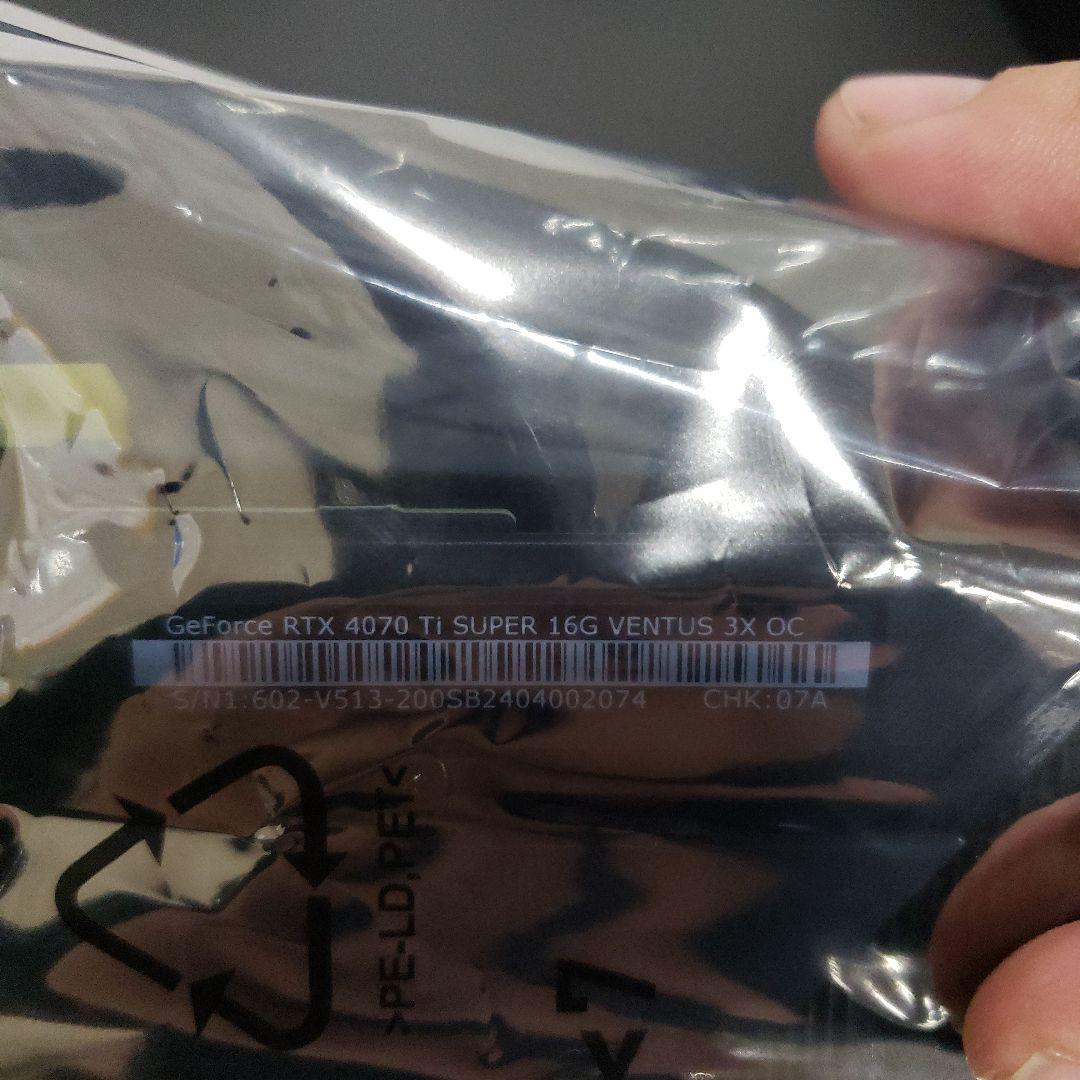 GeForce RTX 4070 Ti SUPER 16G VENTUS 3X OC
S/N1:602-V513-200SB2404002074 CHK:07A
>PE-LD,PET<